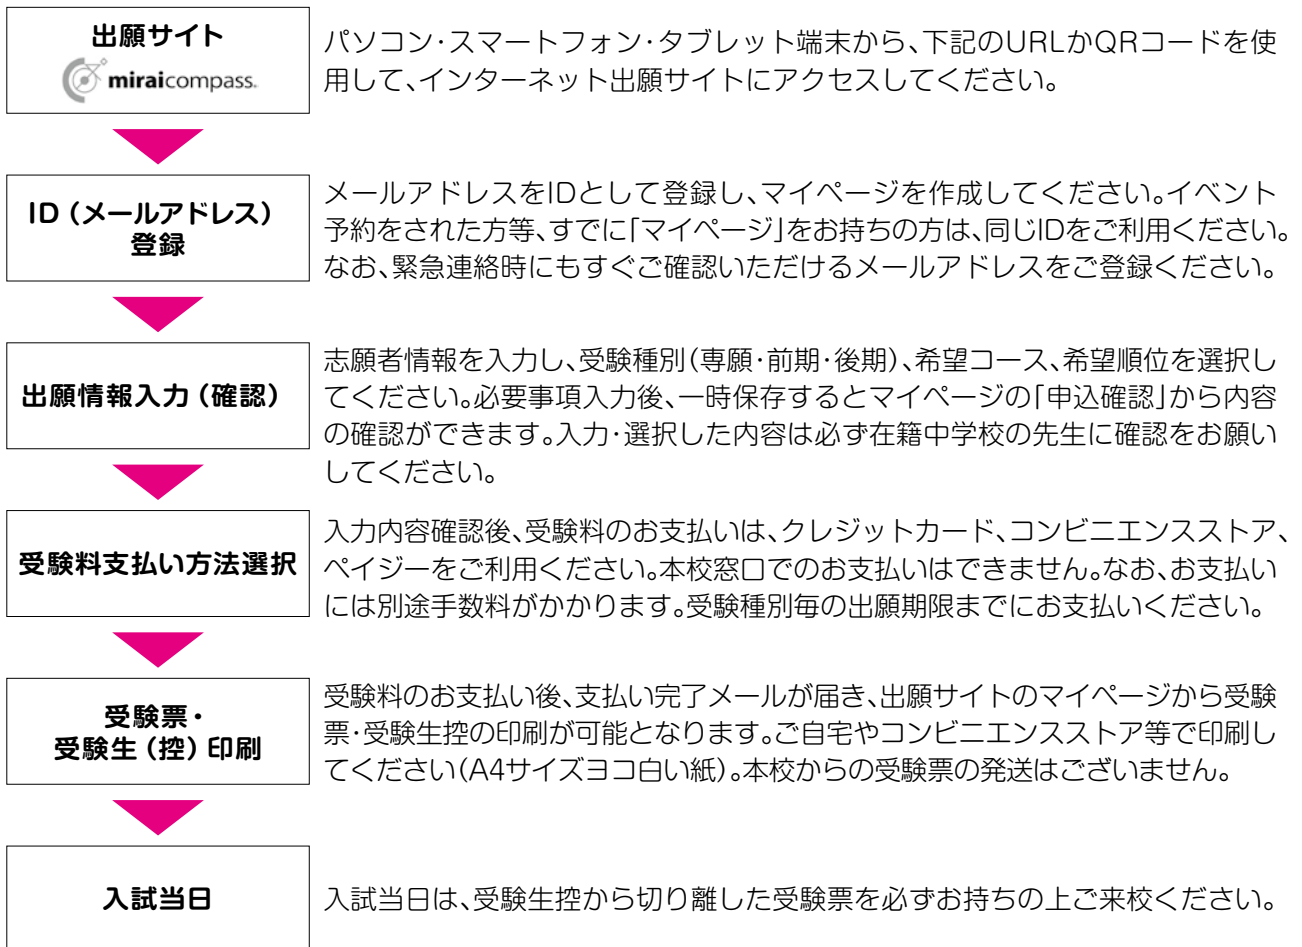 出願サイト
miraicompass.
パソコン・スマートフォン・タブレット端末から、下記のURLかQRコードを使
用して、インターネット出願サイトにアクセスしてください。
ID（メールアドレス）
登録
メールアドレスをIDとして登録し、マイページを作成してください。イベント
予約をされた方等、すでに「マイページ」をお持ちの方は、同じIDをご利用ください。
なお、緊急連絡時にもすぐご確認いただけるメールアドレスをご登録ください。
出願情報入力（確認）
志願者情報を入力し、受験種別（専願・前期・後期）、希望コース、希望順位を選択し
てください。必要事項入力後、一時保存するとマイページの「申込確認」から内容
の確認ができます。入力・選択した内容は必ず在籍中学校の先生に確認をお願い
してください。
受験料支払い方法選択
入力内容確認後、受験料のお支払いは、クレジットカード、コンビニエンスストア、
ペイジーをご利用ください。本校窓口でのお支払いはできません。なお、お支払い
には別途手数料がかかります。受験種別毎の出願期限までにお支払いください。
受験票・
受験生（控）印刷
受験料のお支払い後、支払い完了メールが届き、出願サイトのマイページから受験
票・受験生控の印刷が可能となります。ご自宅やコンビニエンスストア等で印刷し
てください（A4サイズヨコ白い紙）。本校からの受験票の発送はございません。
入試当日
入試当日は、受験生控から切り離した受験票を必ずお持ちの上ご来校ください。